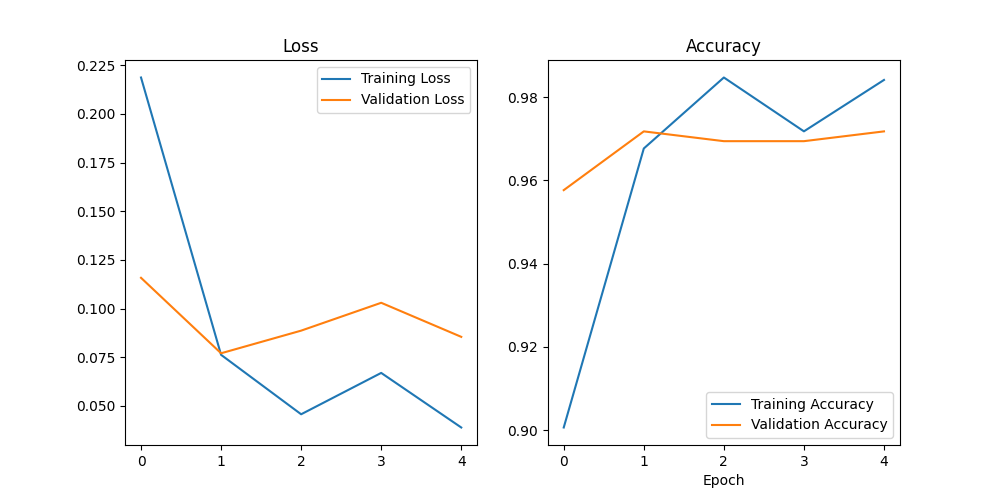 Loss
0.225
0.200
0.175
0.150
0.125
0.100
0.075
0.050
0 1 2 3 4
Training Loss
Validation Loss
Accuracy
0.98
0.96
0.94
0.92
0.90
0 1 2 3 4
Epoch
Training Accuracy
Validation Accuracy